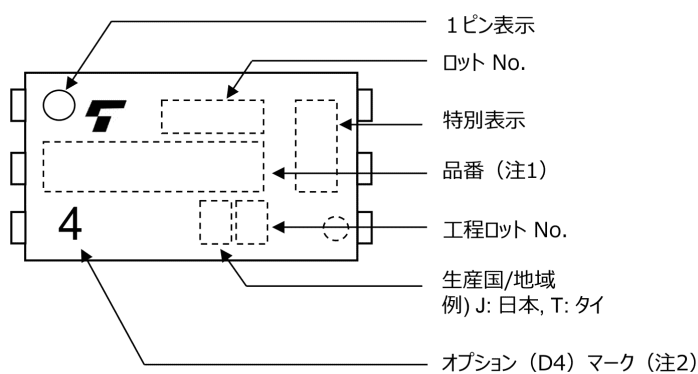 1ピン表示
ロット No.
特別表示
品番（注1）
4
工程ロット No.
生産国/地域
例) J: 日本, T: タイ
オプション（D4）マーク（注2）